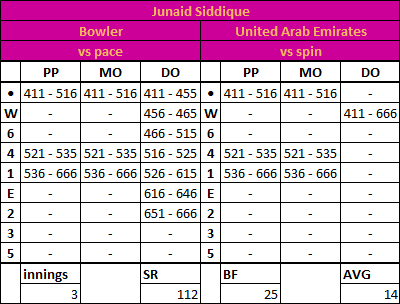 Junaid Siddique
Bowler United Arab Emirates
vs pace vs spin
PP MO DO PP MO DO
• 411 - 516 411 - 516 411 - 455 • 411 - 516 411 - 516 -
W - - 456 - 465 W - - 411 - 666
6 - - 466 - 515 6 - - -
4 521 - 535 521 - 535 516 - 525 4 521 - 535 521 - 535 -
1 536 - 666 536 - 666 526 - 615 1 536 - 666 536 - 666 -
E - - 616 - 646 E - - -
2 - - 651 - 666 2 - - -
3 - - - 3 - - -
5 - - - 5 - - -
innings SR BF AVG
3 112 25 14